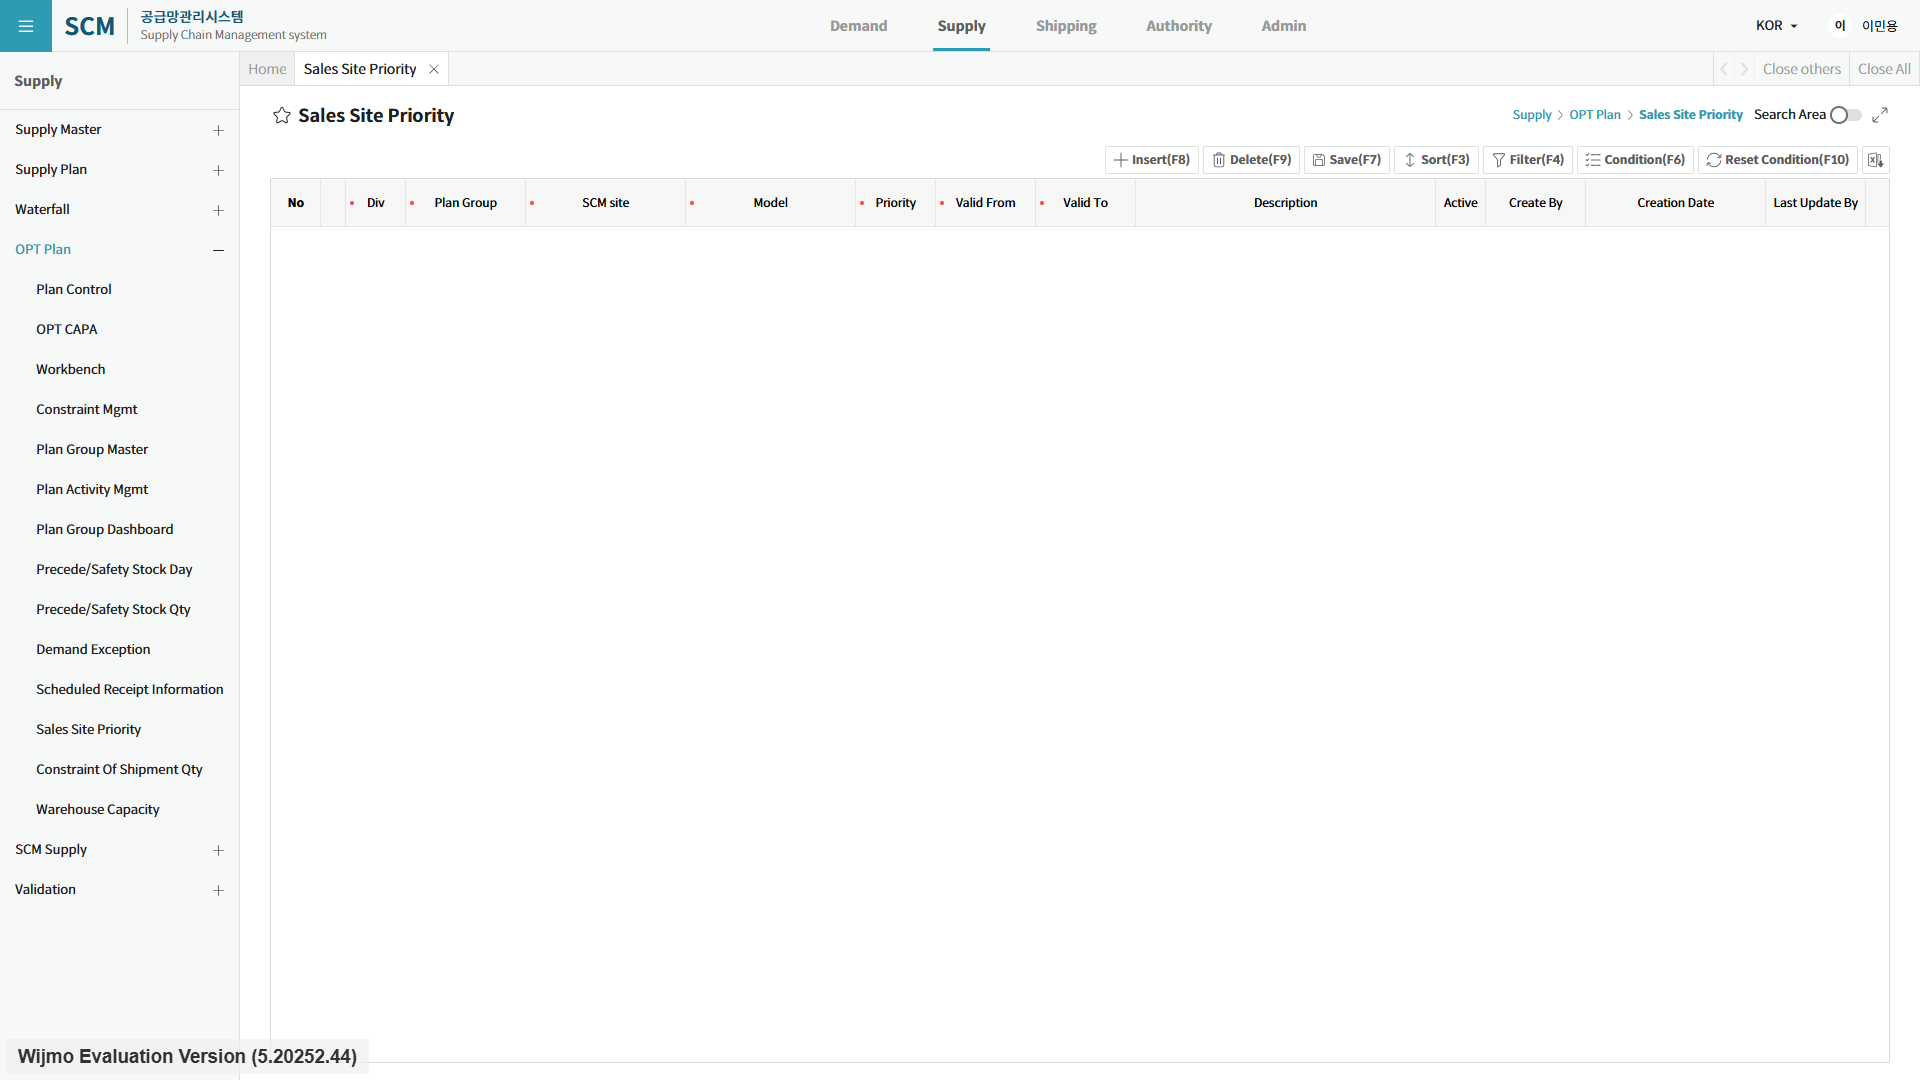 SCM
공급망관리시스템
Supply Chain Management system
Demand
Supply
Shipping
Authority
Admin
KOR
이
이민용
Supply
Home
Sales Site Priority
Close others
Close All
Supply Master
Supply Plan
Waterfall
OPT Plan
Plan Control
OPT CAPA
Workbench
Constraint Mgmt
Plan Group Master
Plan Activity Mgmt
Plan Group Dashboard
Precede/Safety Stock Day
Precede/Safety Stock Qty
Demand Exception
Scheduled Receipt Information
Sales Site Priority
Constraint Of Shipment Qty
Warehouse Capacity
SCM Supply
Validation
Sales Site Priority
Supply > OPT Plan > Sales Site Priority
Search Area
Insert(F8)
Delete(F9)
Save(F7)
Sort(F3)
Filter(F4)
Condition(F6)
Reset Condition(F10)
No
Div
Plan Group
SCM site
Model
Priority
Valid From
Valid To
Description
Active
Create By
Creation Date
Last Update By
Wijmo Evaluation Version (5.20252.44)